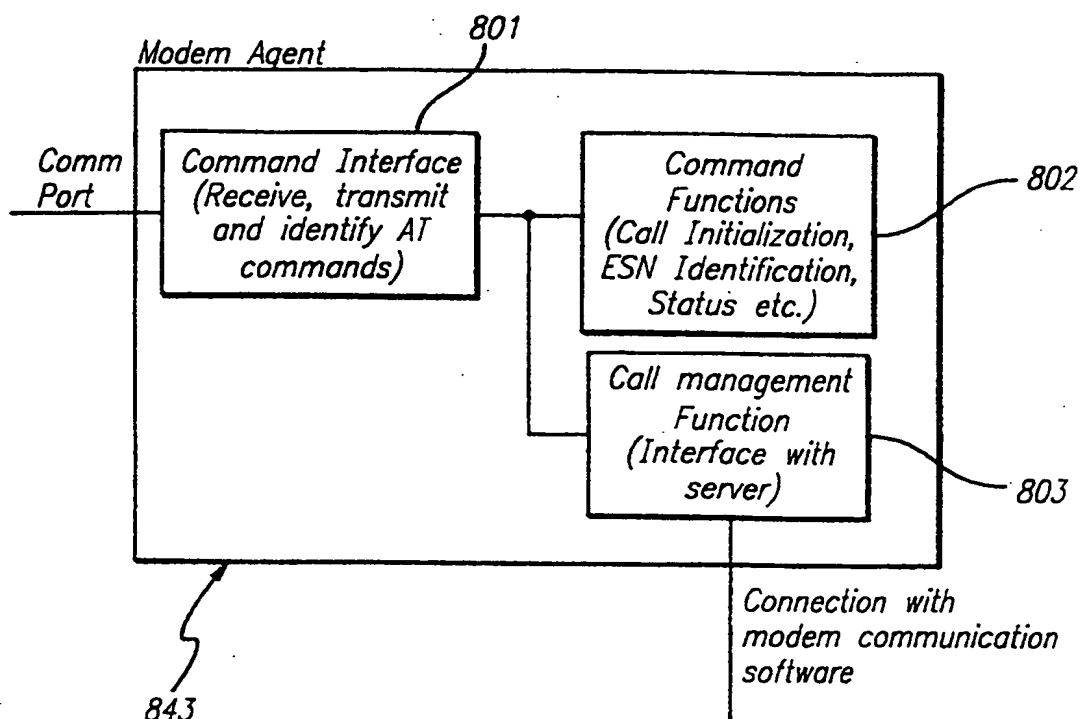 801
Modem Agent
Comm
Port
Command Interface
(Receive, transmit
and identify AT
commands)
Command
Functions
(Call Initialization,
ESN Identification,
Status etc.)
802
Call management
Function
(Interface with
server)
803
Connection with
modem communication
software
843